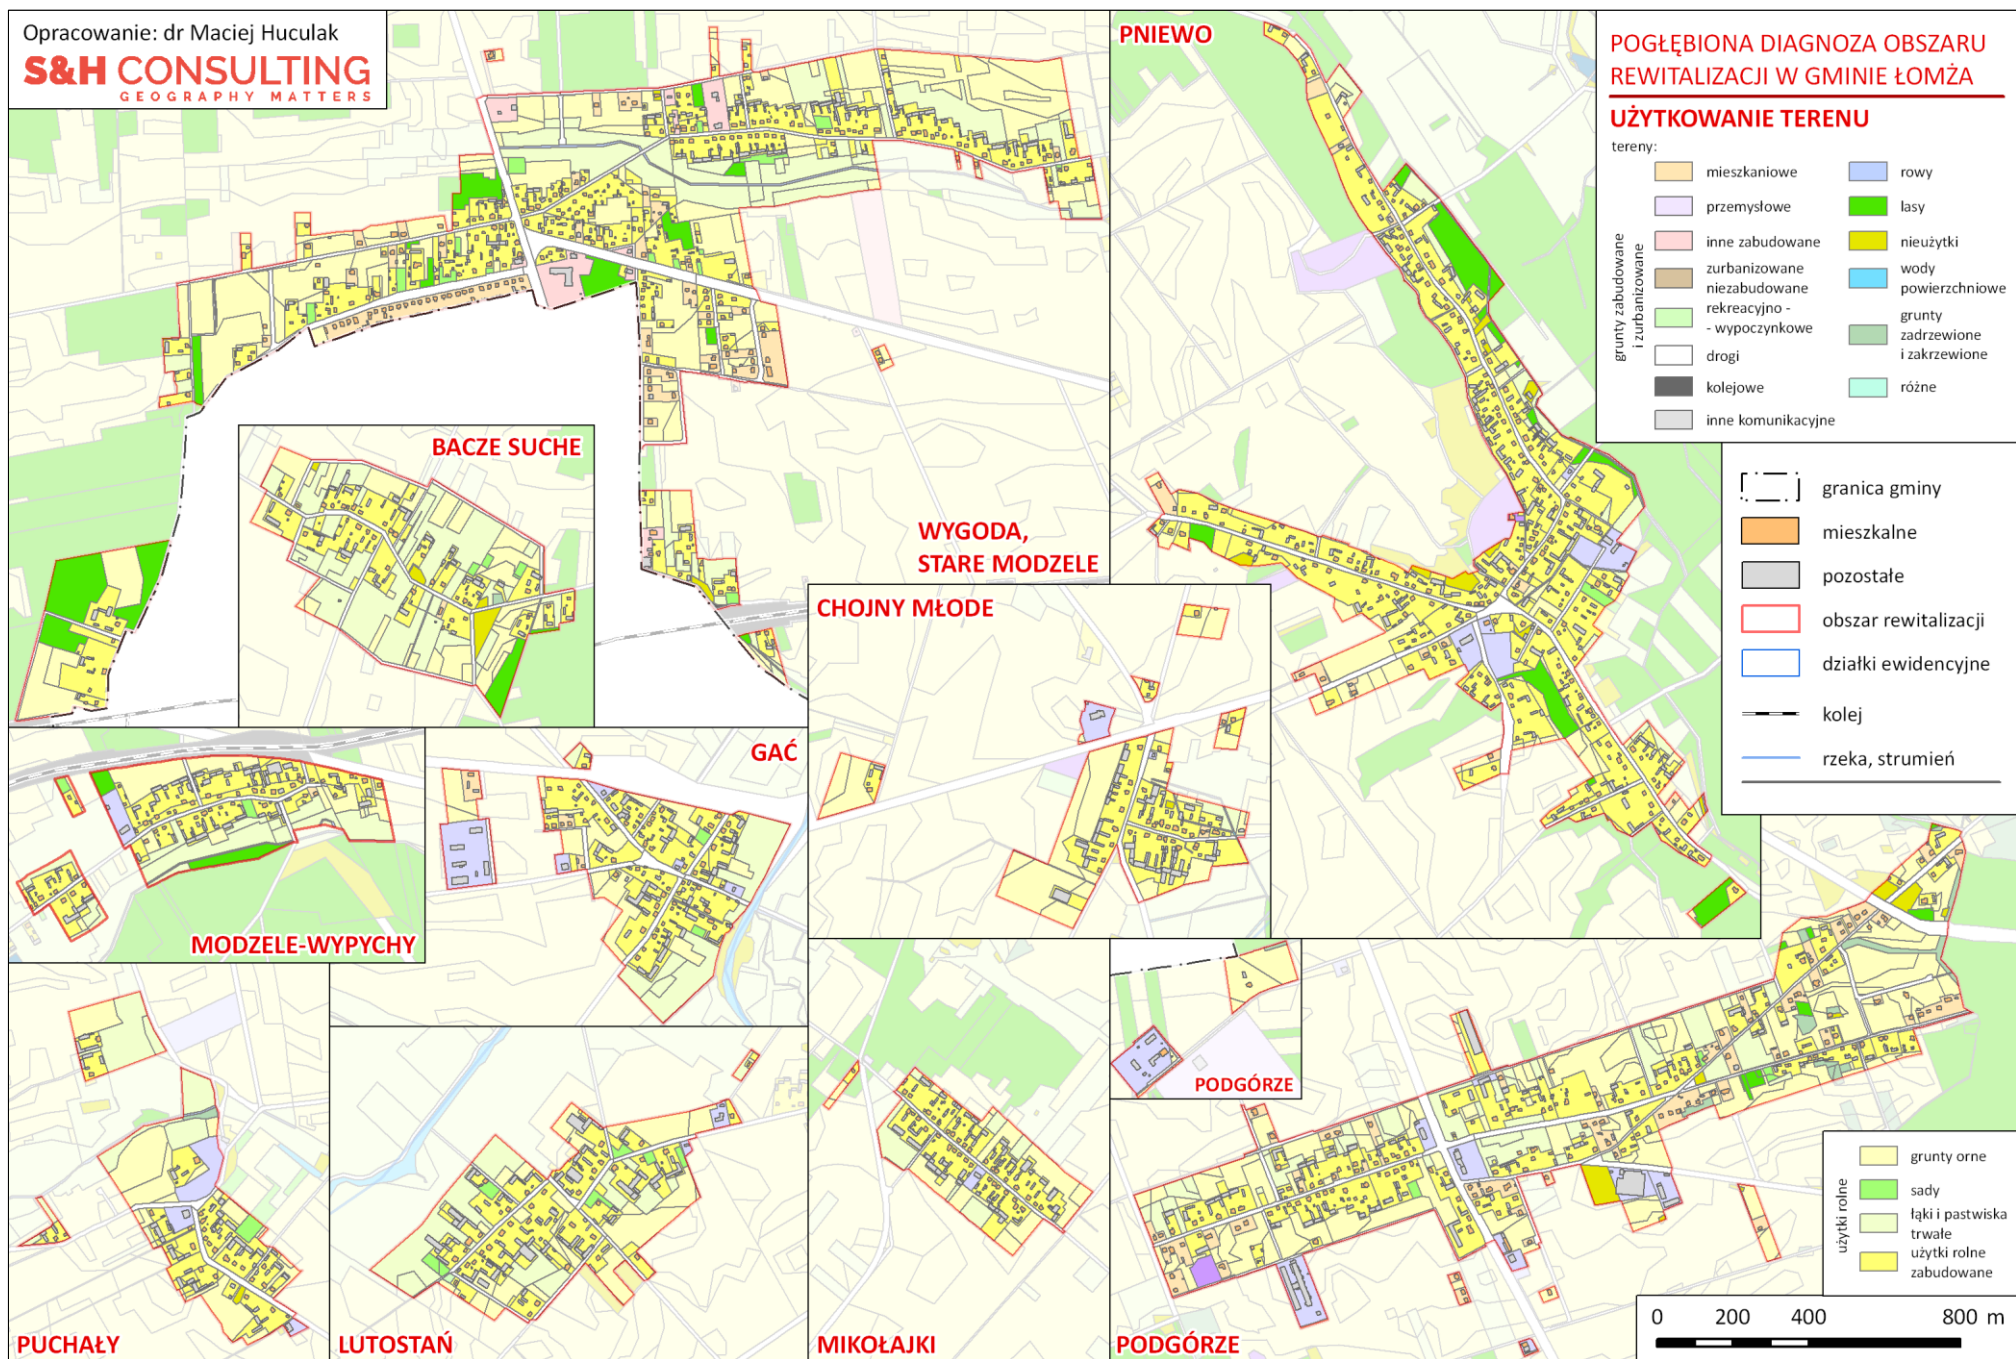 Opracowanie: dr Maciej Huculak
S&H CONSULTING
GEOGRAPHY MATTERS
PNIEWO
POGŁĘBIONA DIAGNOZA OBSZARU
REWITALIZACJI W GMINIE ŁOMŻA
UŻYTKOWANIE TERENU
tereny:
grunty zabudowane
i zurbanizowane
mieszkaniowe
przemysłowe
inne zabudowane
zurbanizowane
niezabudowane
rekreacyjno -
- wypoczynkowe
drogi
kolejowe
inne komunikacyjne
rowy
lasy
nieużytki
wody
powierzchniowe
grunty
zadrzewione
i zakrzewione
różne
granica gminy
mieszkalne
pozostałe
obszar rewitalizacji
działki ewidencyjne
kolej
rzeka, strumień
BACZE SUCHE
WYGODA,
STARE MODZELE
CHOJNY MŁODE
GAĆ
MODZELE-WYPYCHY
PODGÓRZE
użytki rolne
grunty orne
sady
łąki i pastwiska
trwałe
użytki rolne
zabudowane
0 200 400 800 m
PUCHAŁY
LUTOSTAŃ
MIKOŁAJKI
PODGÓRZE